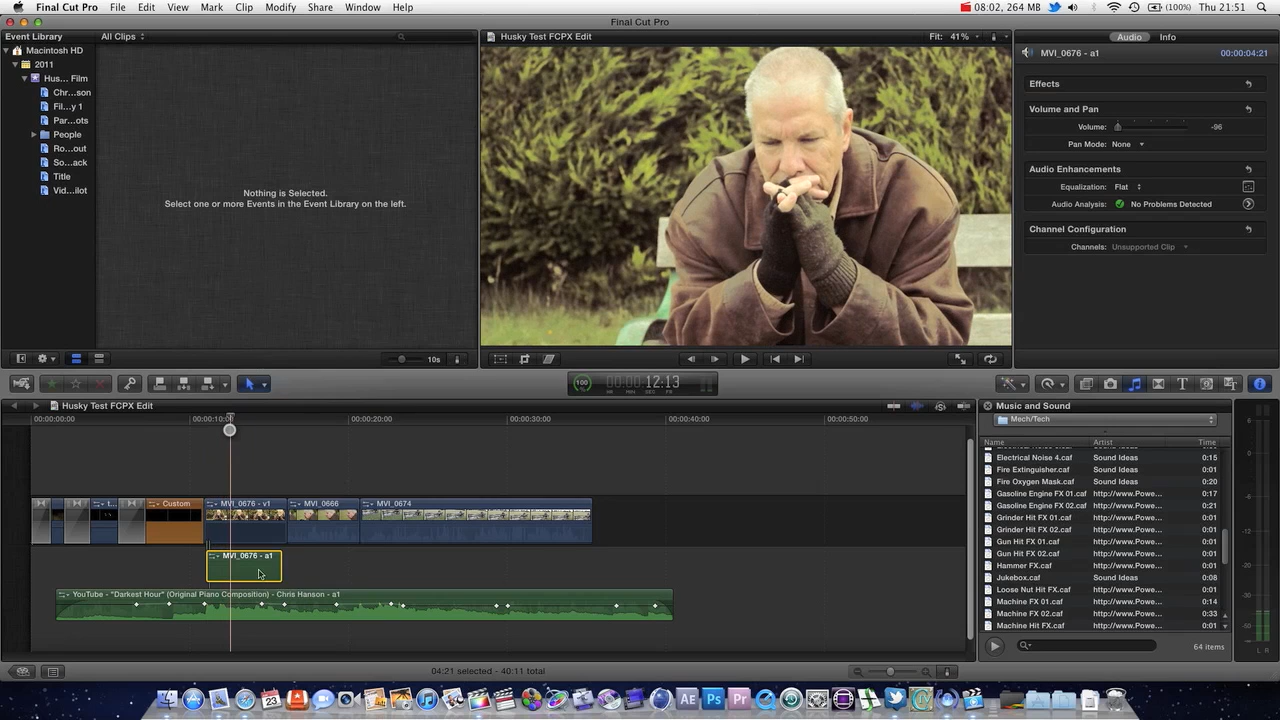 Final Cut Pro File Edit View Mark Clip Modify Share Window Help 08:02, 264 MB (100%) Thu 21:51
Final Cut Pro
Event Library All Clips Husky Test FCPX Edit Fit: 41% Audio Info
Macintosh HD
2011
Hus... Film
Chr...son
Fil...y 1
Par...ots
People
Ro...out
So...ack
Title
Vid...ilot
Nothing is Selected.
Select one or more Events in the Event Library on the left.
10s
MVI_0676 - a1 00:00:04:21
Effects
Volume and Pan
Volume: -96
Pan Mode: None
Audio Enhancements
Equalization: Flat
Audio Analysis: No Problems Detected
Channel Configuration
Channels: Unsupported Clip
100 00:00:12:13
Husky Test FCPX Edit
00:00:00:00 00:00:10:00 00:00:20:00 00:00:30:00 00:00:40:00 00:00:50:00
t... Custom MVI_0676 - v1 MVI_0666 MVI_0674
MVI_0676 - a1
YouTube - "Darkest Hour" (Original Piano Composition) - Chris Hanson - a1
04:21 selected - 40:11 total
Music and Sound
Mech/Tech
Name Artist Time
Electrical Noise 4.caf Sound Ideas 0:15
Fire Extinguisher.caf Sound Ideas 0:01
Fire Oxygen Mask.caf Sound Ideas 0:20
Gasoline Engine FX 01.caf http://www.Powe... 0:17
Gasoline Engine FX 02.caf http://www.Powe... 0:21
Grinder Hit FX 01.caf http://www.Powe... 0:01
Grinder Hit FX 02.caf http://www.Powe... 0:01
Gun Hit FX 01.caf http://www.Powe... 0:01
Gun Hit FX 02.caf http://www.Powe... 0:01
Hammer FX.caf http://www.Powe... 0:01
Jukebox.caf Sound Ideas 0:08
Loose Nut Hit FX.caf http://www.Powe... 0:01
Machine FX 01.caf http://www.Powe... 0:14
Machine FX 02.caf http://www.Powe... 0:33
Machine Hit FX.caf http://www.Powe... 0:01
64 items
L R
23 AE Ps Pr